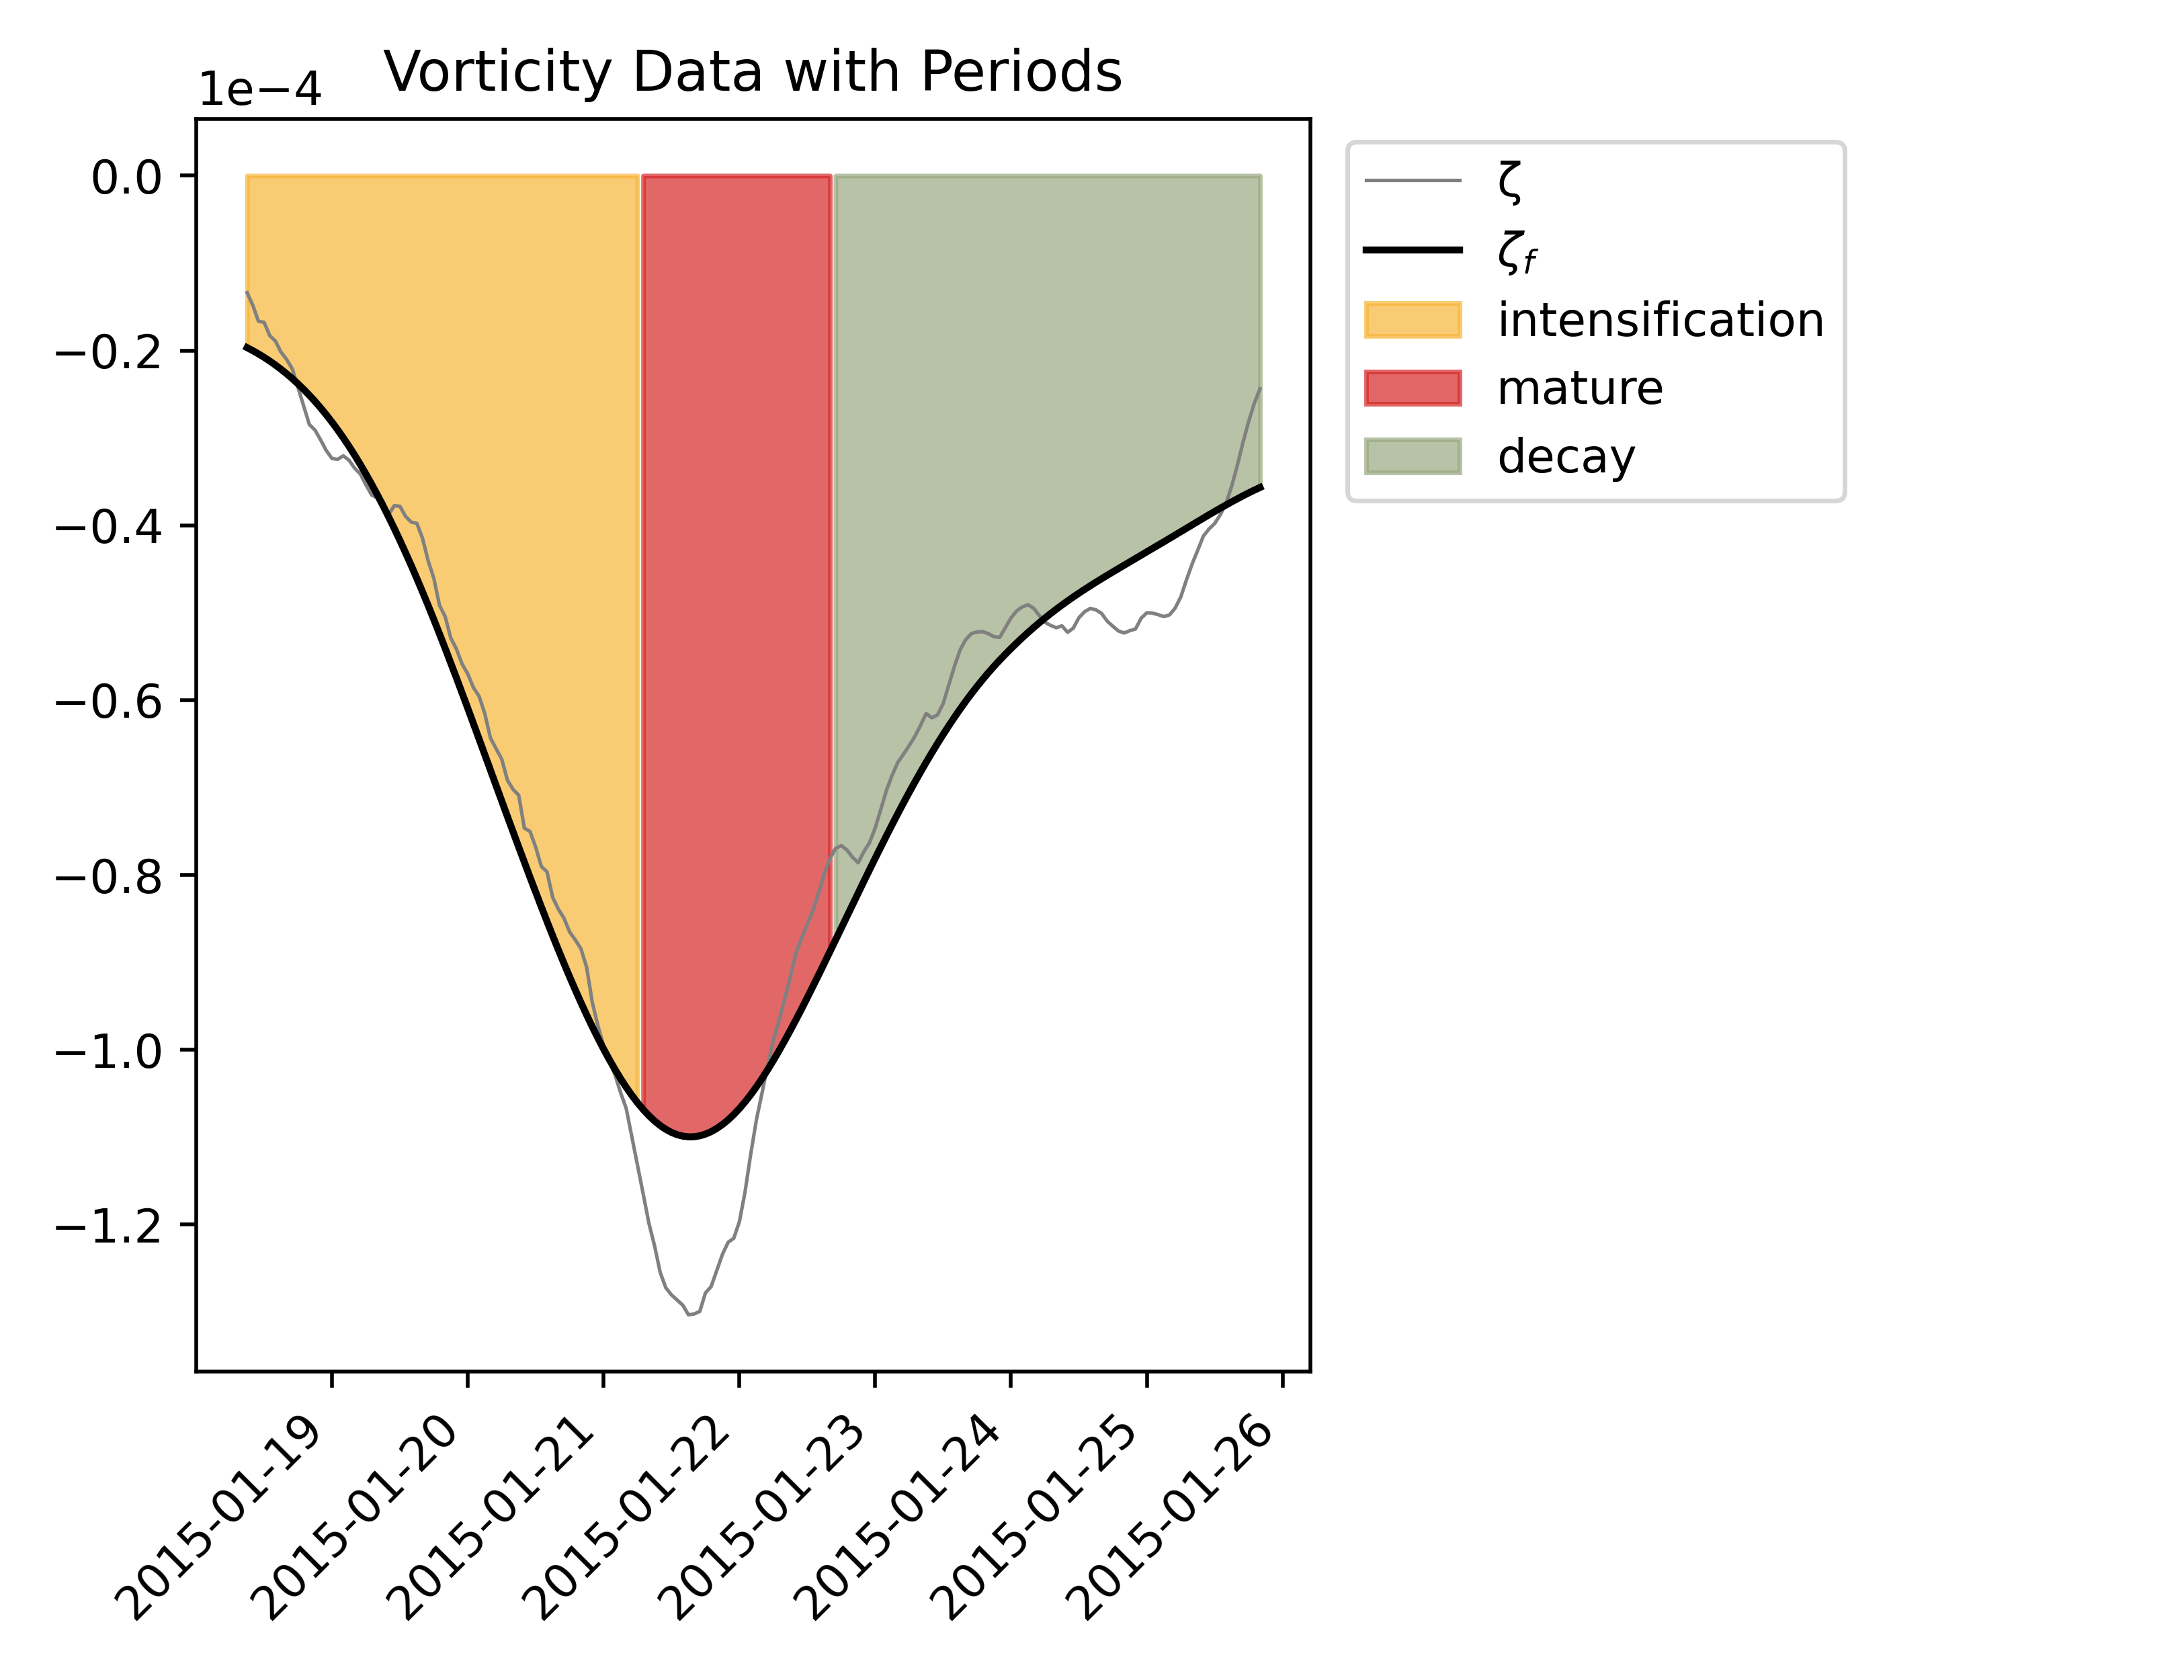 Vorticity Data with Periods
1e−4
0.0
−0.2
−0.4
−0.6
−0.8
−1.0
−1.2
2015-01-19
2015-01-20
2015-01-21
2015-01-22
2015-01-23
2015-01-24
2015-01-25
2015-01-26
ζ
ζf
intensification
mature
decay